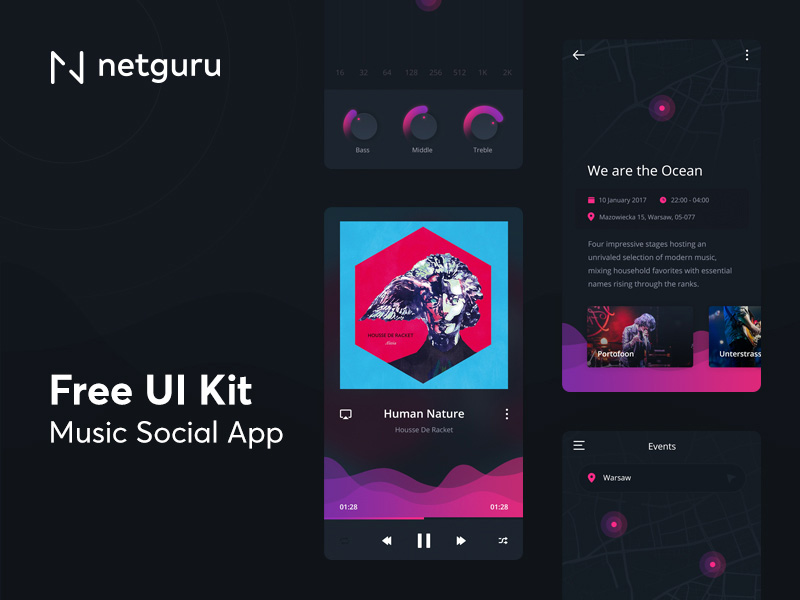 netguru
Free UI Kit
Music Social App
16 32 64 128 256 512 1K 2K
Bass Middle Treble
HOUSSE DE RACKET
Alesia
Human Nature
Housse De Racket
01:28 01:28
We are the Ocean
10 January 2017 22:00 - 04:00
Mazowiecka 15, Warsaw, 05-077
Four impressive stages hosting an
unrivaled selection of modern music,
mixing household favorites with essential
names rising through the ranks.
Portofoon Unterstrass
Events
Warsaw